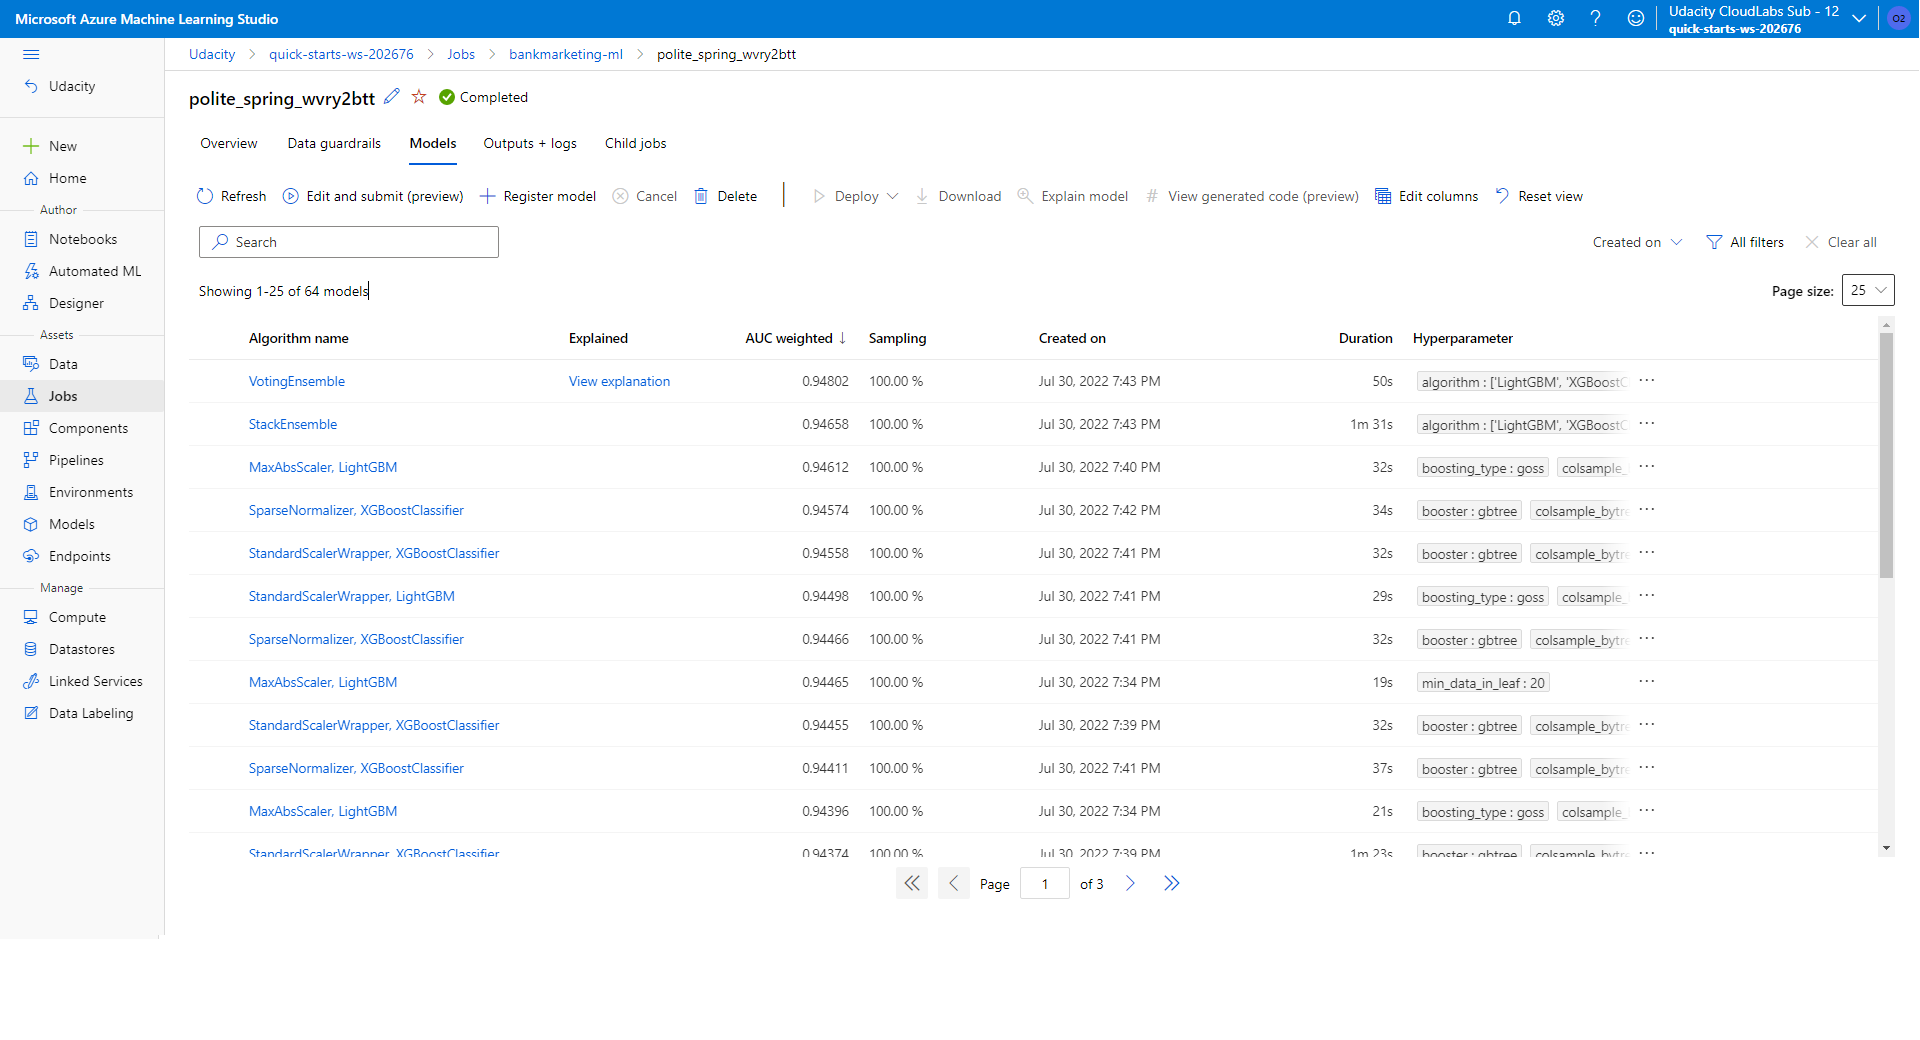 Microsoft Azure Machine Learning Studio
Udacity CloudLabs Sub - 12
quick-starts-ws-202676
O2
Udacity
New
Home
Author
Notebooks
Automated ML
Designer
Assets
Data
Jobs
Components
Pipelines
Environments
Models
Endpoints
Manage
Compute
Datastores
Linked Services
Data Labeling
Udacity > quick-starts-ws-202676 > Jobs > bankmarketing-ml > polite_spring_wvry2btt
polite_spring_wvry2btt Completed
Overview Data guardrails Models Outputs + logs Child jobs
Refresh Edit and submit (preview) Register model Cancel Delete Deploy Download Explain model # View generated code (preview) Edit columns Reset view
Search Created on All filters Clear all
Showing 1-25 of 64 models Page size: 25
Algorithm name Explained AUC weighted ↓ Sampling Created on Duration Hyperparameter
VotingEnsemble View explanation 0.94802 100.00 % Jul 30, 2022 7:43 PM 50s algorithm : ['LightGBM', 'XGBoostC ...
StackEnsemble 0.94658 100.00 % Jul 30, 2022 7:43 PM 1m 31s algorithm : ['LightGBM', 'XGBoostC ...
MaxAbsScaler, LightGBM 0.94612 100.00 % Jul 30, 2022 7:40 PM 32s boosting_type : goss colsample_ ...
SparseNormalizer, XGBoostClassifier 0.94574 100.00 % Jul 30, 2022 7:42 PM 34s booster : gbtree colsample_bytre ...
StandardScalerWrapper, XGBoostClassifier 0.94558 100.00 % Jul 30, 2022 7:41 PM 32s booster : gbtree colsample_bytre ...
StandardScalerWrapper, LightGBM 0.94498 100.00 % Jul 30, 2022 7:41 PM 29s boosting_type : goss colsample_ ...
SparseNormalizer, XGBoostClassifier 0.94466 100.00 % Jul 30, 2022 7:41 PM 32s booster : gbtree colsample_bytre ...
MaxAbsScaler, LightGBM 0.94465 100.00 % Jul 30, 2022 7:34 PM 19s min_data_in_leaf : 20 ...
StandardScalerWrapper, XGBoostClassifier 0.94455 100.00 % Jul 30, 2022 7:39 PM 32s booster : gbtree colsample_bytre ...
SparseNormalizer, XGBoostClassifier 0.94411 100.00 % Jul 30, 2022 7:41 PM 37s booster : gbtree colsample_bytre ...
MaxAbsScaler, LightGBM 0.94396 100.00 % Jul 30, 2022 7:34 PM 21s boosting_type : goss colsample_ ...
StandardScalerWrapper, XGBoostClassifier 0.94374 100.00 % Jul 30, 2022 7:39 PM 1m 23s booster : gbtree colsample_bytre ...
Page 1 of 3